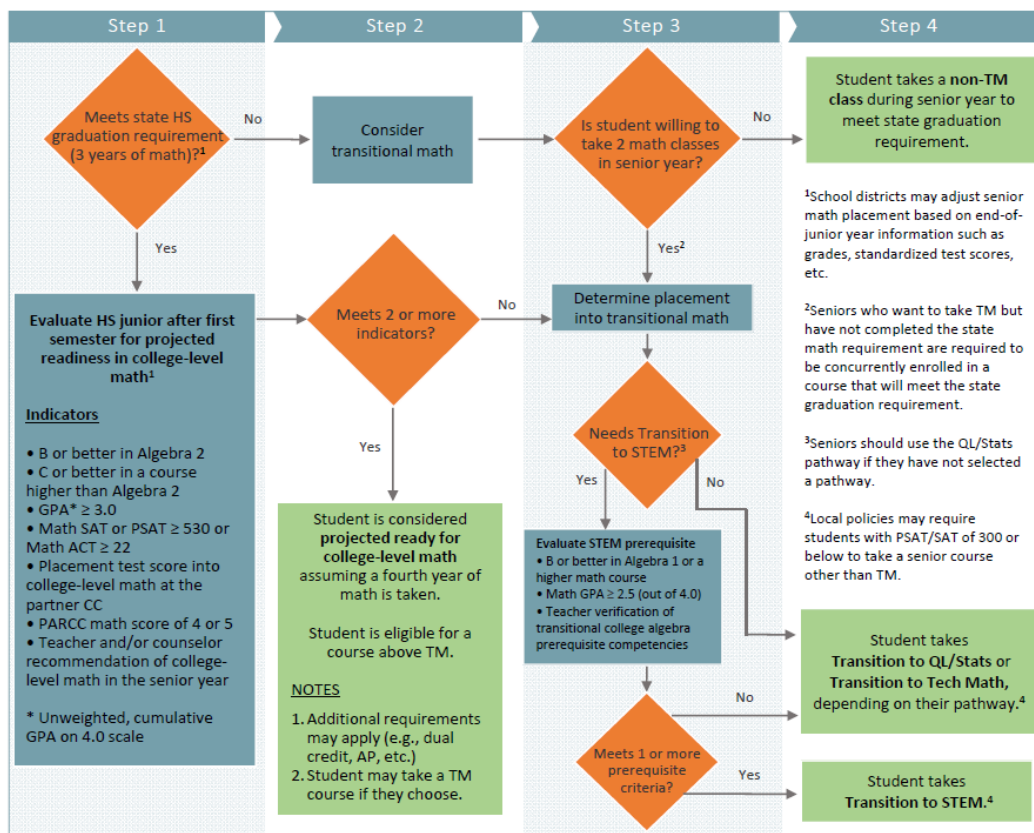 Step 1
Step 2
Step 3
Step 4
Meets state HS
graduation requirement
(3 years of math)?¹
No
Yes
Consider
transitional math
Is student willing to
take 2 math classes
in senior year?
No
Yes²
Student takes a non-TM
class during senior year to
meet state graduation
requirement.
Evaluate HS junior after first
semester for projected
readiness in college-level
math¹
Indicators
• B or better in Algebra 2
• C or better in a course
higher than Algebra 2
• GPA* ≥ 3.0
• Math SAT or PSAT ≥ 530 or
Math ACT ≥ 22
• Placement test score into
college-level math at the
partner CC
• PARCC math score of 4 or 5
• Teacher and/or counselor
recommendation of college-
level math in the senior year
* Unweighted, cumulative
GPA on 4.0 scale
Meets 2 or more
indicators?
No
Yes
Student is considered
projected ready for
college-level math
assuming a fourth year of
math is taken.
Student is eligible for a
course above TM.
NOTES
1. Additional requirements
may apply (e.g., dual
credit, AP, etc.)
2. Student may take a TM
course if they choose.
Determine placement
into transitional math
Needs Transition
to STEM?³
Yes
No
Evaluate STEM prerequisite
• B or better in Algebra 1 or a
higher math course
• Math GPA ≥ 2.5 (out of 4.0)
• Teacher verification of
transitional college algebra
prerequisite competencies
Meets 1 or more
prerequisite
criteria?
No
Yes
¹School districts may adjust senior
math placement based on end-of-
junior year information such as
grades, standardized test scores,
etc.
²Seniors who want to take TM but
have not completed the state
math requirement are required to
be concurrently enrolled in a
course that will meet the state
graduation requirement.
³Seniors should use the QL/Stats
pathway if they have not selected
a pathway.
⁴Local policies may require
students with PSAT/SAT of 300 or
below to take a senior course
other than TM.
Student takes
Transition to QL/Stats or
Transition to Tech Math,
depending on their pathway.⁴
Student takes
Transition to STEM.⁴